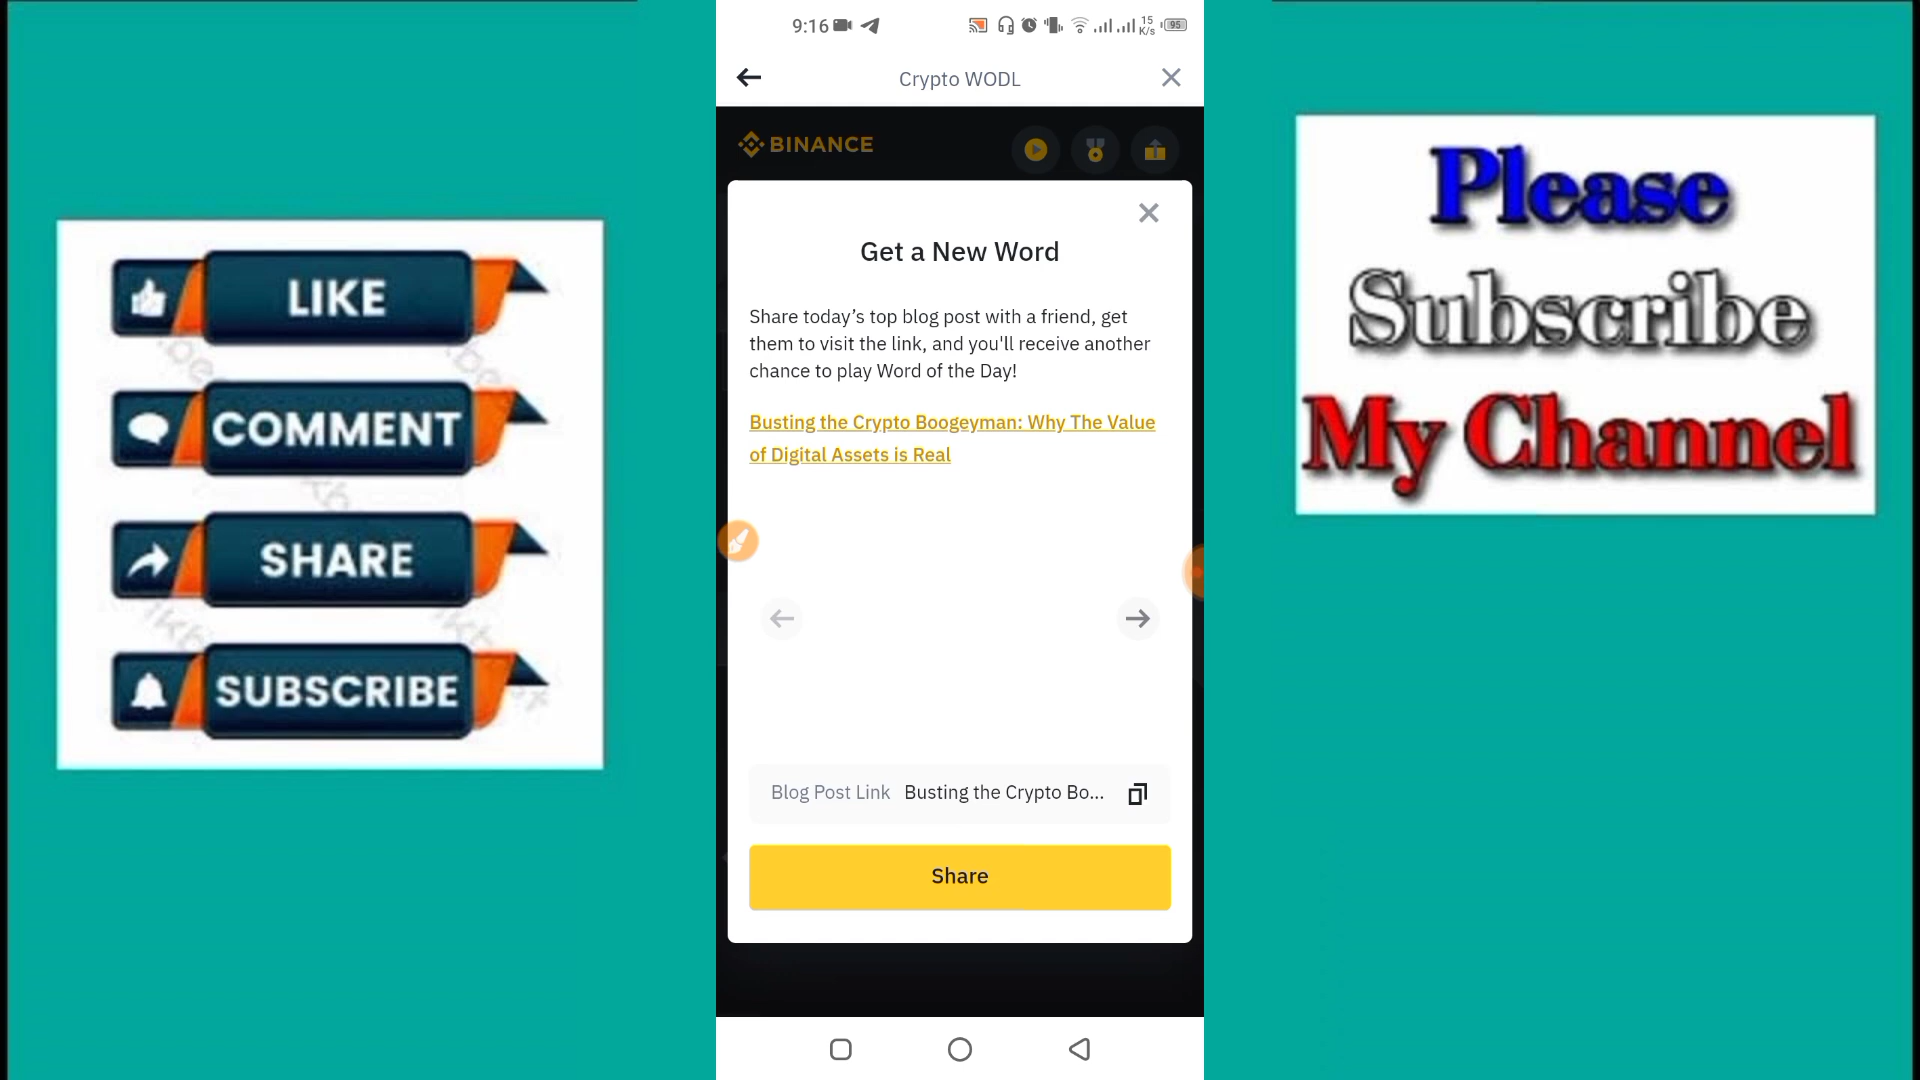 LIKE
COMMENT
SHARE
SUBSCRIBE
9:16
15
K/s
95
Crypto WODL
BINANCE
Get a New Word
Share today’s top blog post with a friend, get
them to visit the link, and you'll receive another
chance to play Word of the Day!
Busting the Crypto Boogeyman: Why The Value
of Digital Assets is Real
Blog Post Link Busting the Crypto Bo...
Share
Please
Subscribe
My Channel